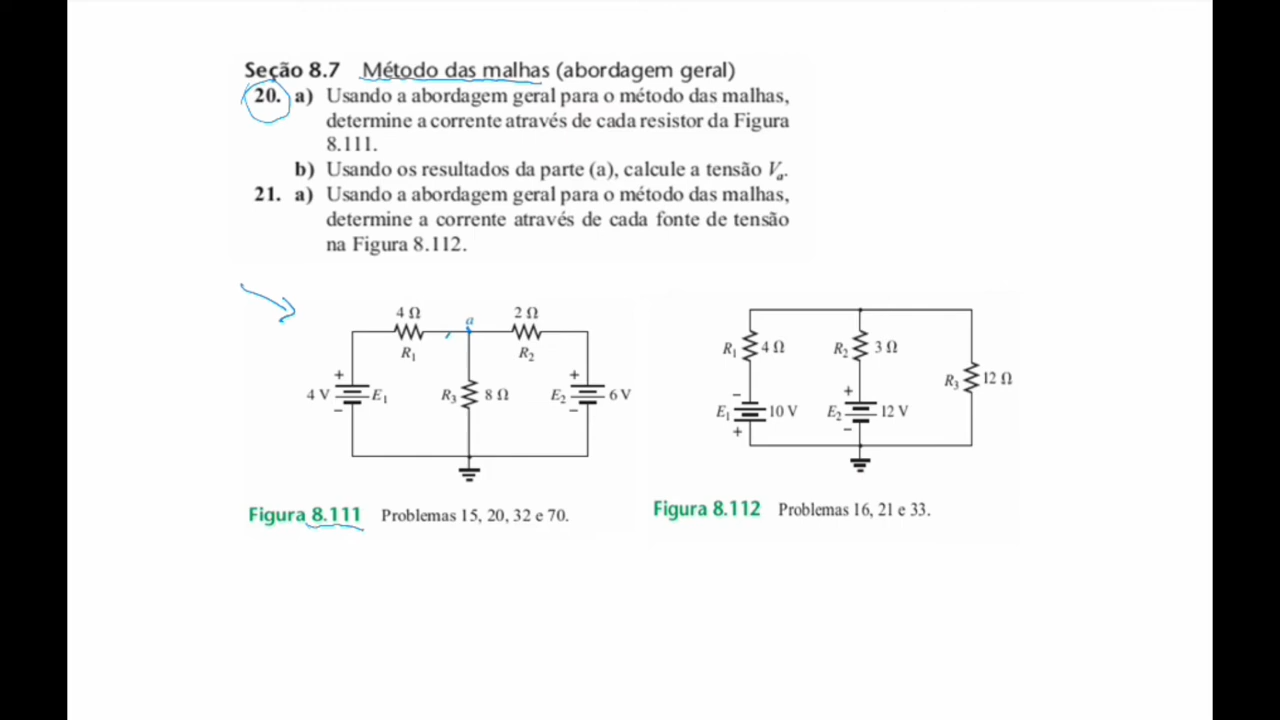 Seção 8.7 Método das malhas (abordagem geral)
20. a) Usando a abordagem geral para o método das malhas,
determine a corrente através de cada resistor da Figura
8.111.
b) Usando os resultados da parte (a), calcule a tensão Va.
21. a) Usando a abordagem geral para o método das malhas,
determine a corrente através de cada fonte de tensão
na Figura 8.112.
4 Ω
a
2 Ω
R1
R2
+
4 V
E1
-
R3
8 Ω
+
E2
6 V
-
R1
4 Ω
R2
3 Ω
R3
12 Ω
-
E1
10 V
+
+
E2
12 V
-
Figura 8.111 Problemas 15, 20, 32 e 70.
Figura 8.112 Problemas 16, 21 e 33.